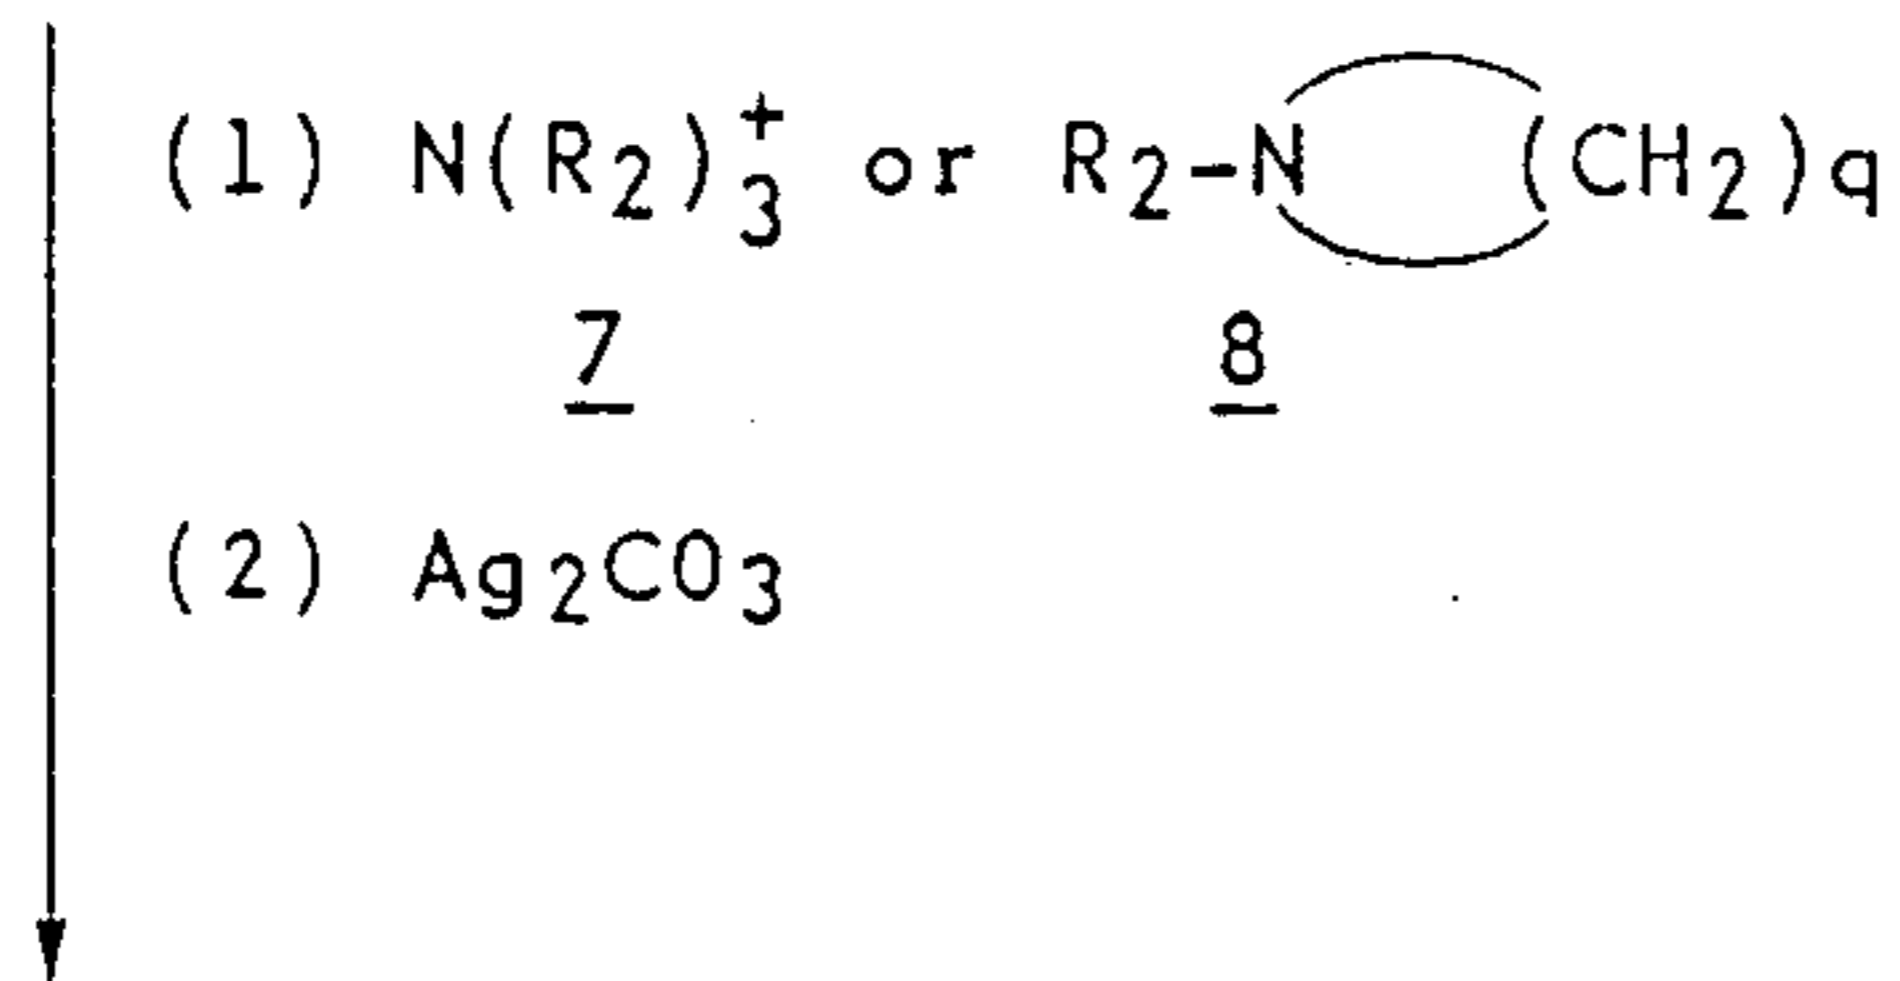 (1) N(R2)3+ or R2-N (CH2)q
7 8
(2) Ag2CO3